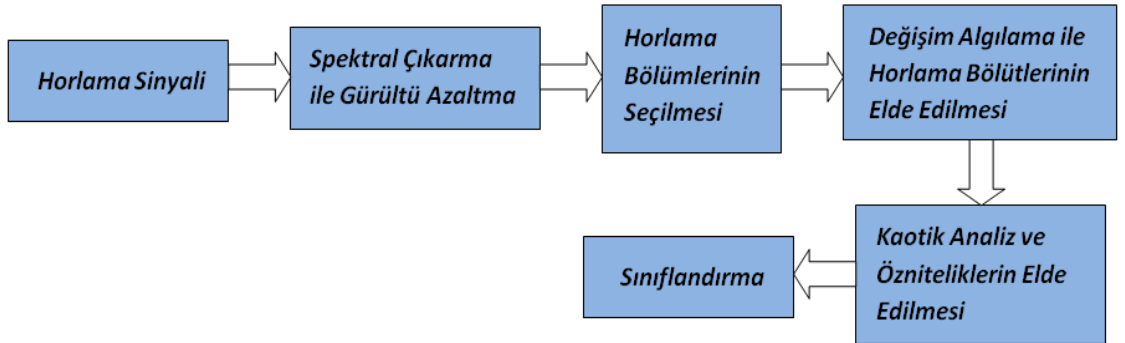 Horlama Sinyali
Spektral Çıkarma
ile Gürültü Azaltma
Horlama
Bölümlerinin
Seçilmesi
Değişim Algılama ile
Horlama Bölütlerinin
Elde Edilmesi
Kaotik Analiz ve
Özniteliklerin Elde
Edilmesi
Sınıflandırma